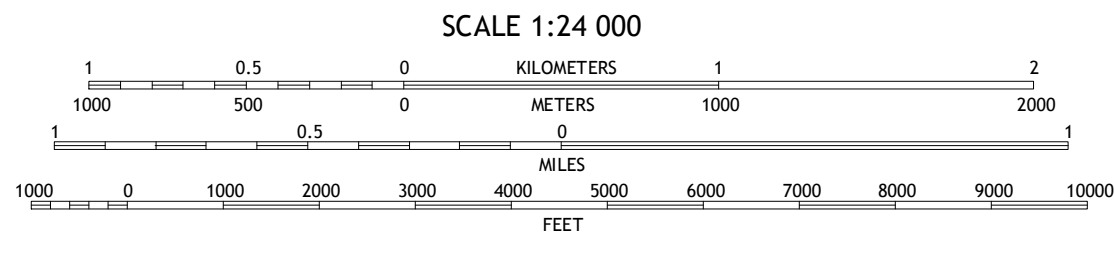 SCALE 1:24 000
1 0.5 0 KILOMETERS 1 2
1000 500 0 METERS 1000 2000
1 0.5 0 1
MILES
1000 0 1000 2000 3000 4000 5000 6000 7000 8000 9000 10000
FEET